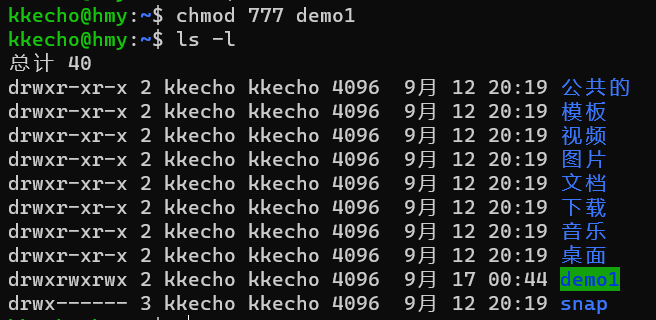 kkecho@hmy:~$ chmod 777 demo1
kkecho@hmy:~$ ls -l
总计 40
drwxr-xr-x 2 kkecho kkecho 4096  9月 12 20:19 公共的
drwxr-xr-x 2 kkecho kkecho 4096  9月 12 20:19 模板
drwxr-xr-x 2 kkecho kkecho 4096  9月 12 20:19 视频
drwxr-xr-x 2 kkecho kkecho 4096  9月 12 20:19 图片
drwxr-xr-x 2 kkecho kkecho 4096  9月 12 20:19 文档
drwxr-xr-x 2 kkecho kkecho 4096  9月 12 20:19 下载
drwxr-xr-x 2 kkecho kkecho 4096  9月 12 20:19 音乐
drwxr-xr-x 2 kkecho kkecho 4096  9月 12 20:19 桌面
drwxrwxrwx 2 kkecho kkecho 4096  9月 17 00:44 demo1
drwx------ 3 kkecho kkecho 4096  9月 12 20:19 snap